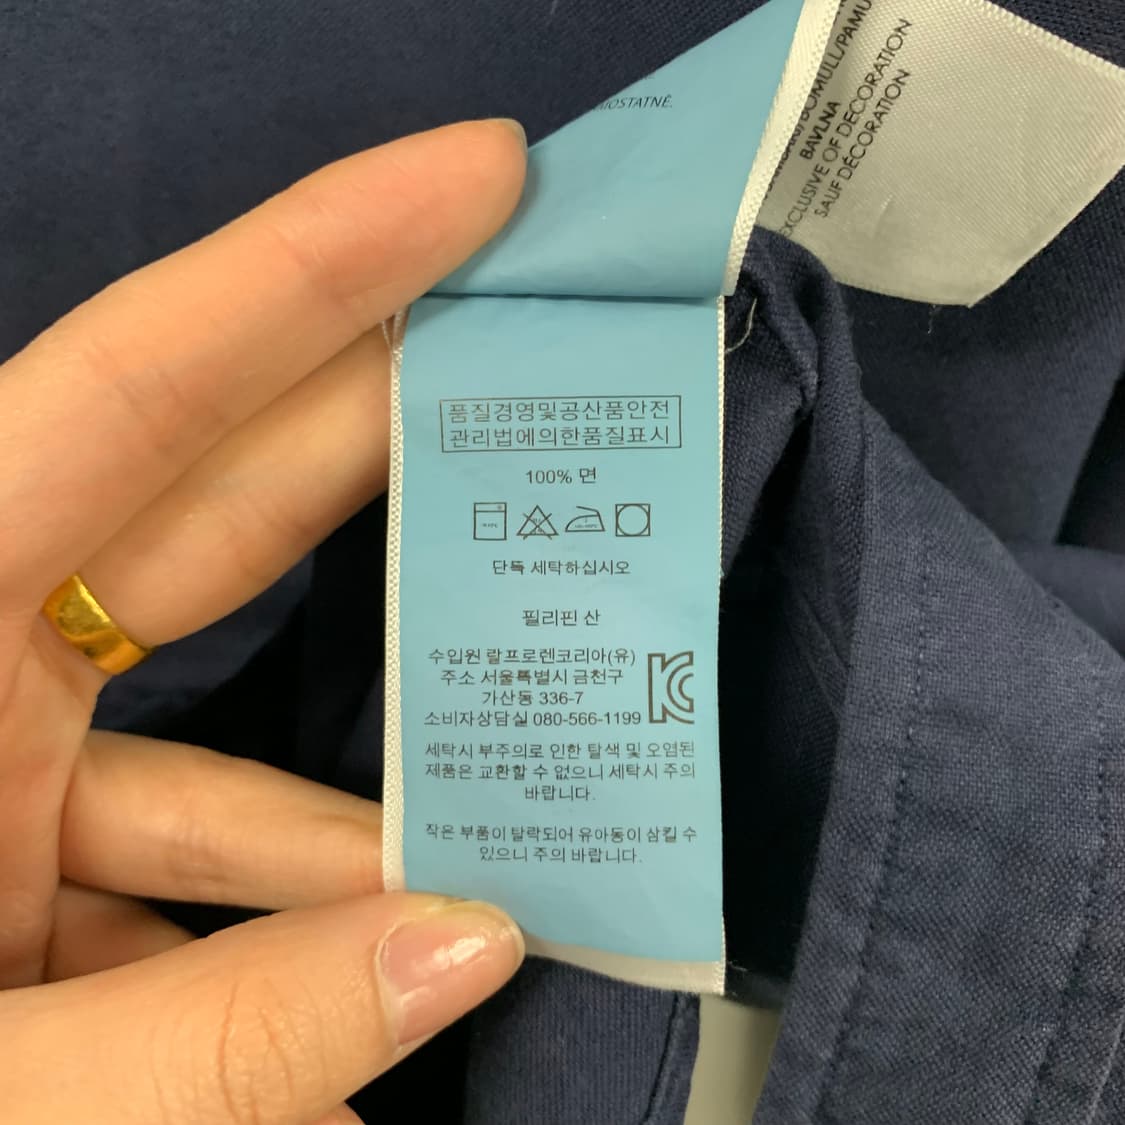 MOSTATNĚ.
BAVLNA
EXCLUSIVE OF DECORATION
SAUF DÉCORATION
품질경영및공산품안전
관리법에의한품질표시
100% 면
단독 세탁하십시오
필리핀 산
수입원 랄프로렌코리아(유)
주소 서울특별시 금천구
가산동 336-7
소비자상담실 080-566-1199
세탁시 부주의로 인한 탈색 및 오염된
제품은 교환할 수 없으니 세탁시 주의
바랍니다.
작은 부품이 탈락되어 유아동이 삼킬 수
있으니 주의 바랍니다.